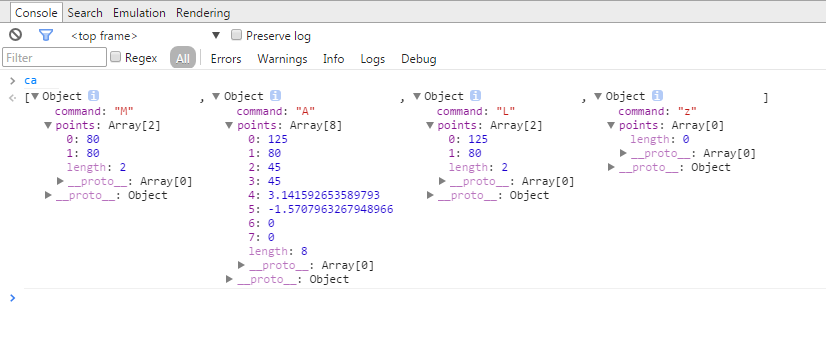 Console Search Emulation Rendering
<top frame> Preserve log
Filter Regex All Errors Warnings Info Logs Debug
ca
[Object , Object , Object , Object ]
command: "M" command: "A" command: "L" command: "z"
points: Array[2] points: Array[8] points: Array[2] points: Array[0]
0: 80 0: 125 0: 125 length: 0
1: 80 1: 80 1: 80 __proto__: Array[0]
length: 2 2: 45 length: 2 __proto__: Object
__proto__: Array[0] 3: 45 __proto__: Array[0]
__proto__: Object 4: 3.141592653589793 __proto__: Object
5: -1.5707963267948966
6: 0
7: 0
length: 8
__proto__: Array[0]
__proto__: Object